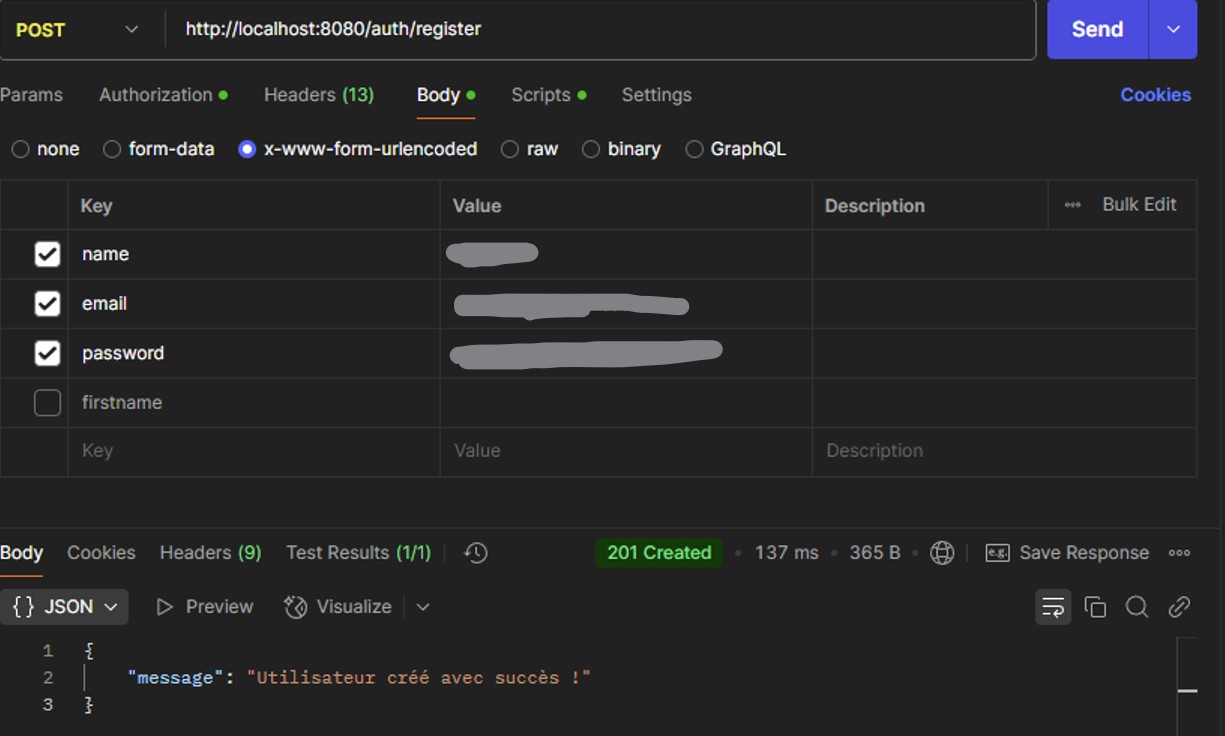 POST http://localhost:8080/auth/register Send
Params Authorization Headers (13) Body Scripts Settings Cookies
none form-data x-www-form-urlencoded raw binary GraphQL
Key Value Description Bulk Edit
name
email
password
firstname
Key Value Description
Body Cookies Headers (9) Test Results (1/1) 201 Created 137 ms 365 B e.g. Save Response
{} JSON Preview Visualize
1 {
2 "message": "Utilisateur créé avec succès !"
3 }